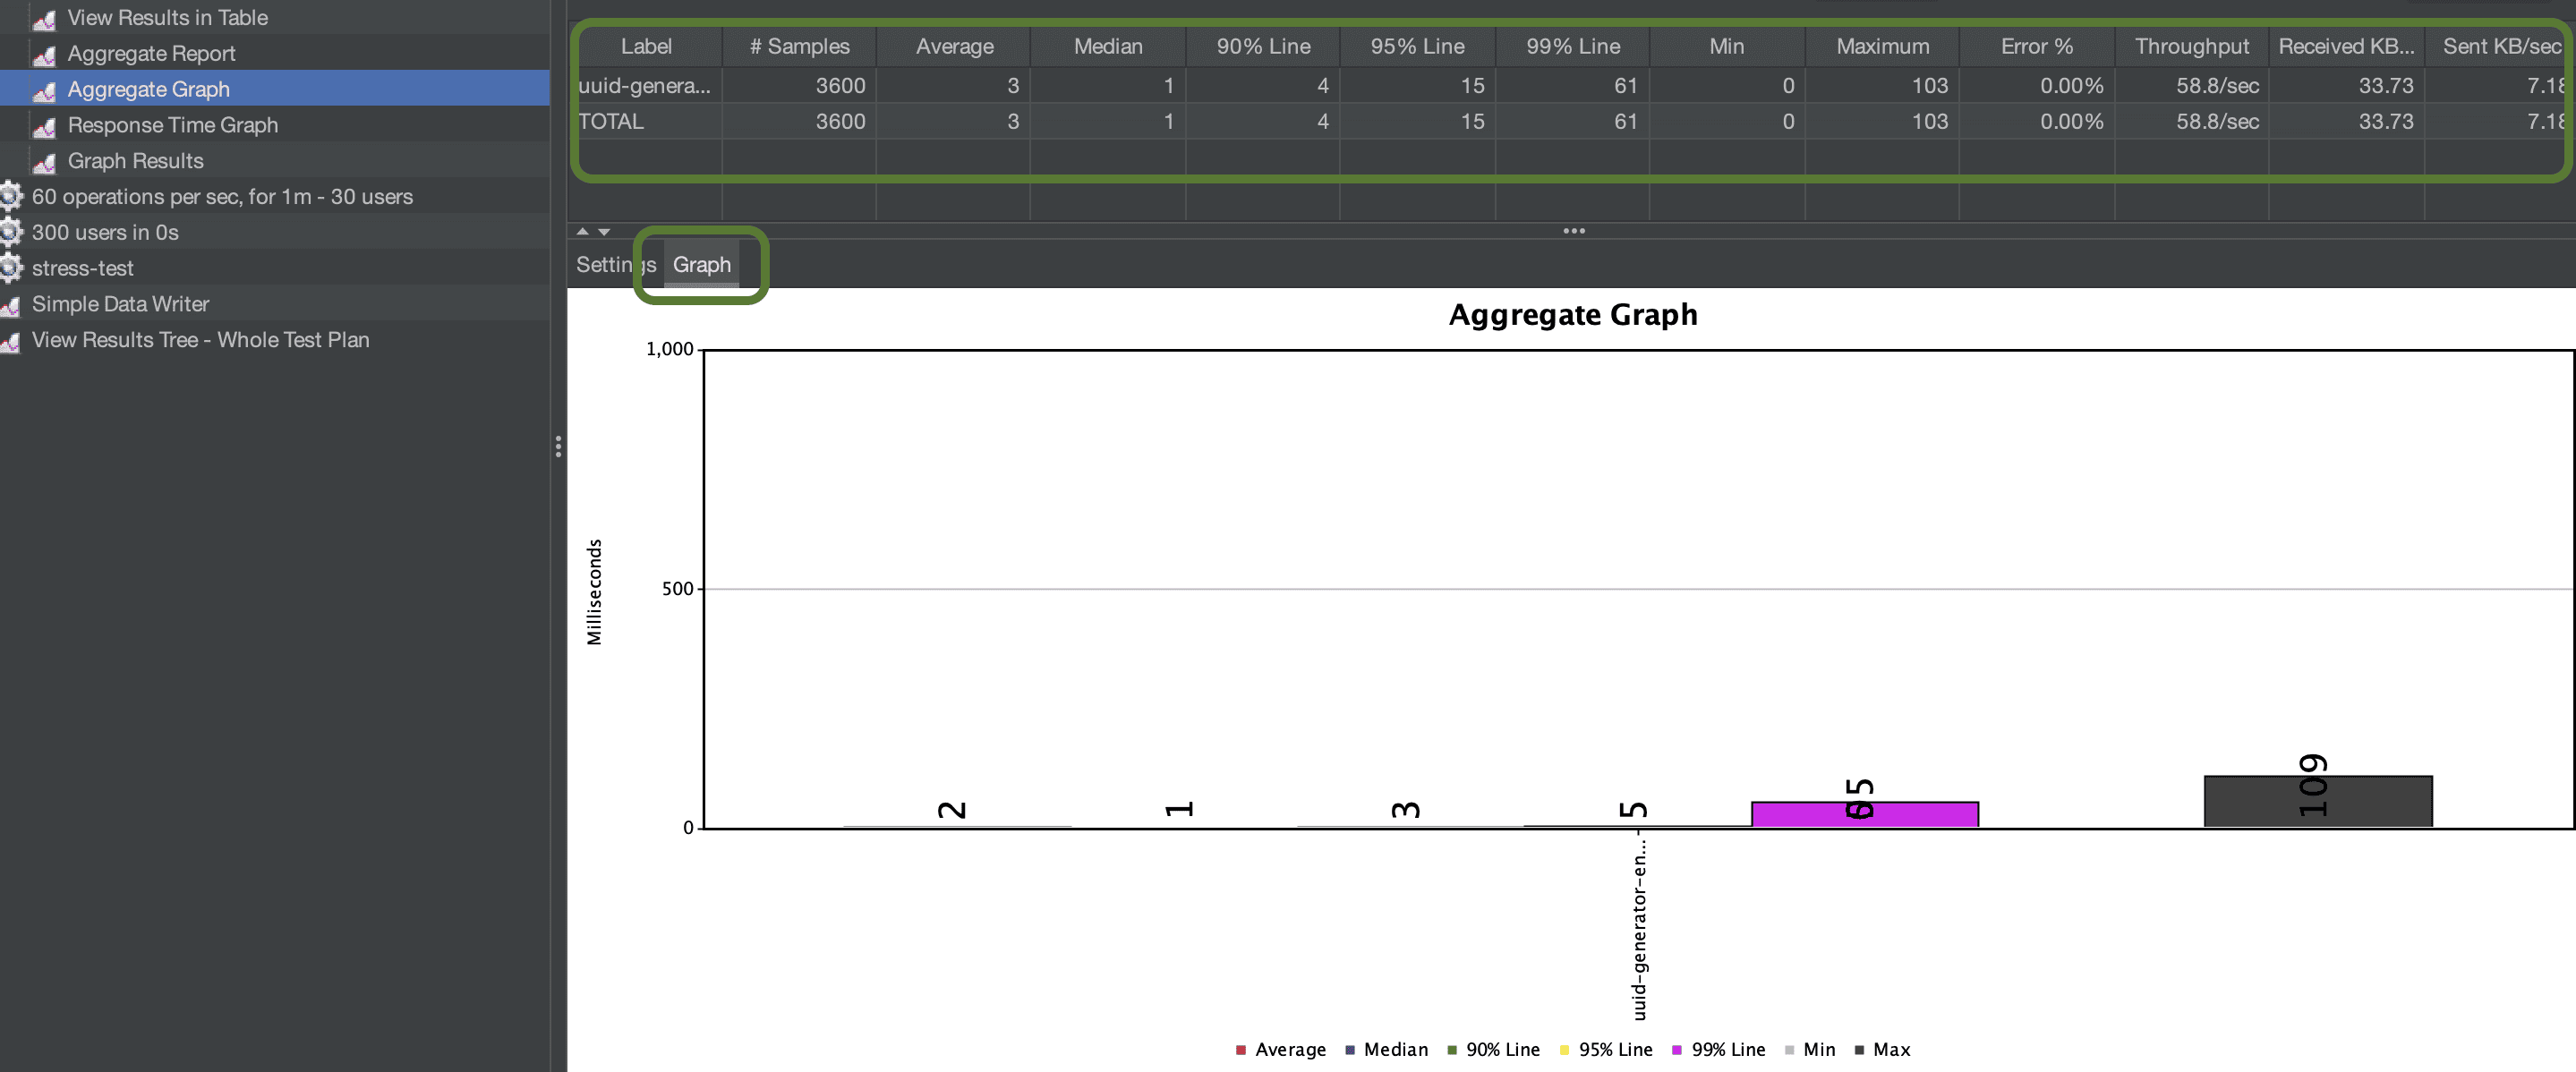 View Results in Table
Aggregate Report
Aggregate Graph
Response Time Graph
Graph Results
60 operations per sec, for 1m - 30 users
300 users in 0s
stress-test
Simple Data Writer
View Results Tree - Whole Test Plan
Label # Samples Average Median 90% Line 95% Line 99% Line Min Maximum Error % Throughput Received KB... Sent KB/sec
uuid-genera... 3600 3 1 4 15 61 0 103 0.00% 58.8/sec 33.73 7.18
TOTAL 3600 3 1 4 15 61 0 103 0.00% 58.8/sec 33.73 7.18
Settings Graph
Aggregate Graph
1,000
500
0
Milliseconds
2 1 3 5 109
uuid-generator-en...
Average Median 90% Line 95% Line 99% Line Min Max